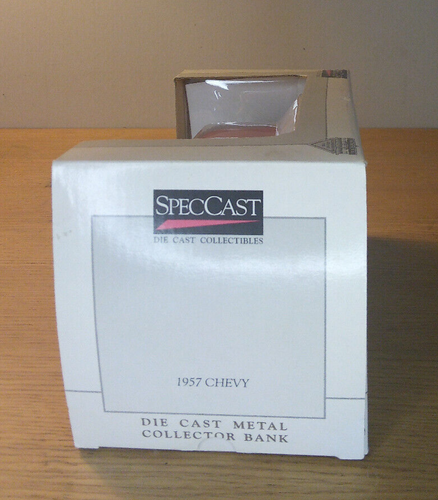 SPECCAST
DIE CAST COLLECTIBLES
1957 CHEVY
DIE CAST METAL
COLLECTOR BANK